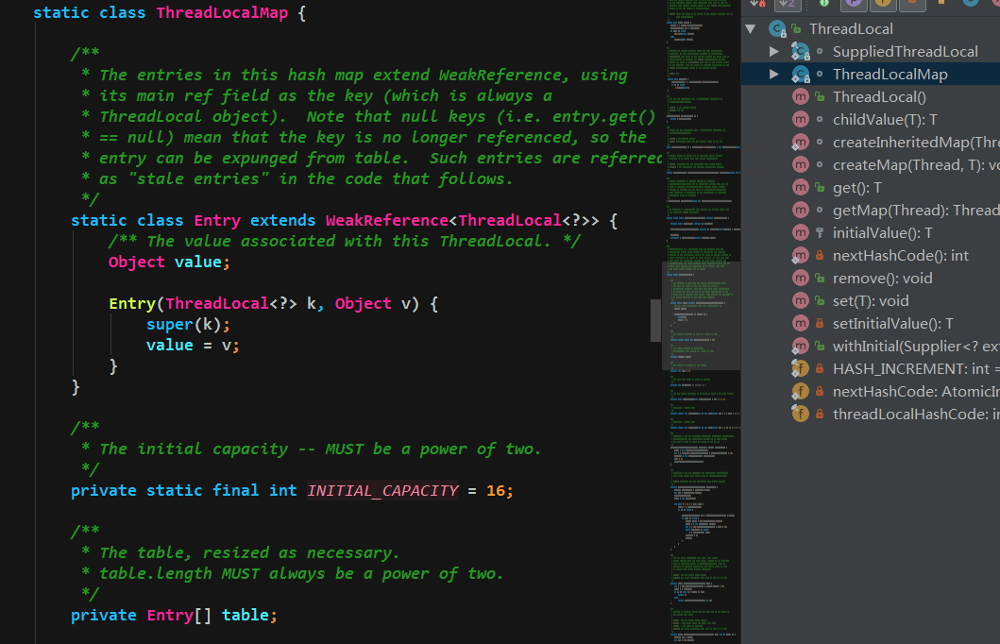 static class ThreadLocalMap {
/**
* The entries in this hash map extend WeakReference, using
* its main ref field as the key (which is always a
* ThreadLocal object).  Note that null keys (i.e. entry.get()
* == null) mean that the key is no longer referenced, so the
* entry can be expunged from table.  Such entries are referred
* as "stale entries" in the code that follows.
*/
static class Entry extends WeakReference<ThreadLocal<?>> {
/** The value associated with this ThreadLocal. */
Object value;
Entry(ThreadLocal<?> k, Object v) {
super(k);
value = v;
}
}
/**
* The initial capacity -- MUST be a power of two.
*/
private static final int INITIAL_CAPACITY = 16;
/**
* The table, resized as necessary.
* table.length MUST always be a power of two.
*/
private Entry[] table;
ThreadLocal
SuppliedThreadLocal
ThreadLocalMap
ThreadLocal()
childValue(T): T
createInheritedMap(Thre
createMap(Thread, T): vo
get(): T
getMap(Thread): Thread
initialValue(): T
nextHashCode(): int
remove(): void
set(T): void
setInitialValue(): T
withInitial(Supplier<? ext
HASH_INCREMENT: int =
nextHashCode: AtomicIn
threadLocalHashCode: in